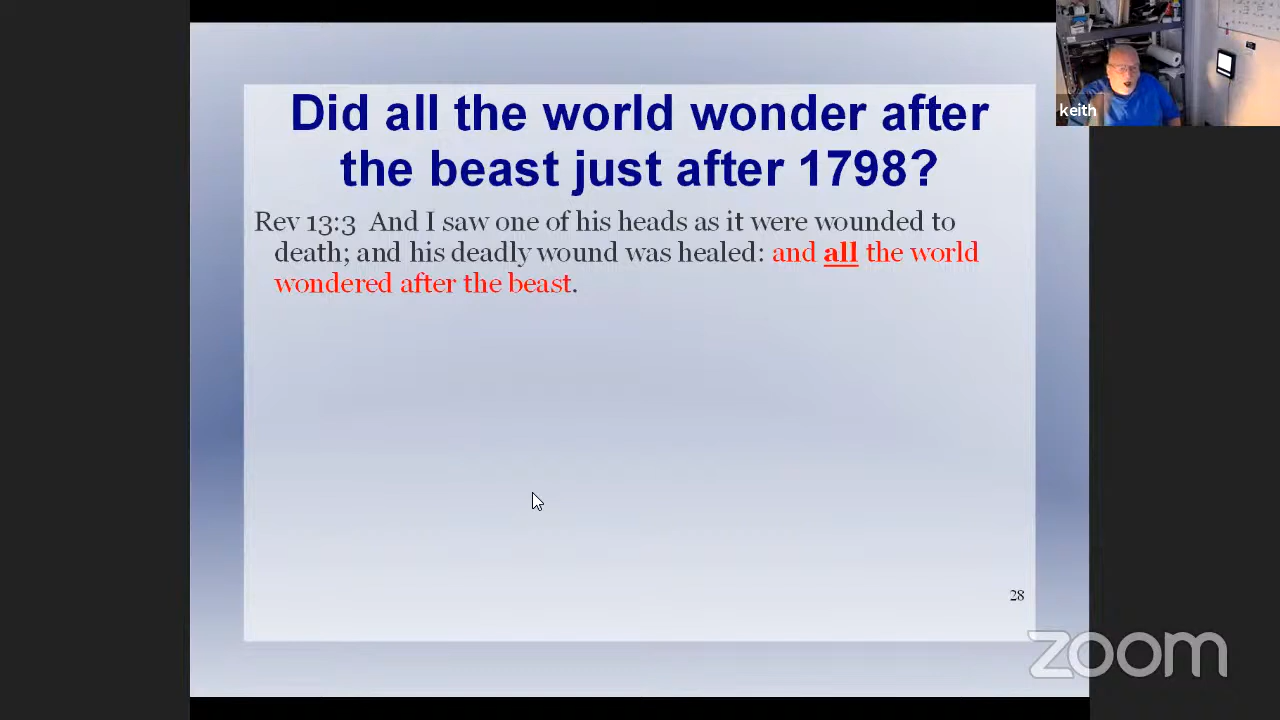 Did all the world wonder after
the beast just after 1798?
keith
Rev 13:3 And I saw one of his heads as it were wounded to
death; and his deadly wound was healed: and all the world
wondered after the beast.
28
zoom